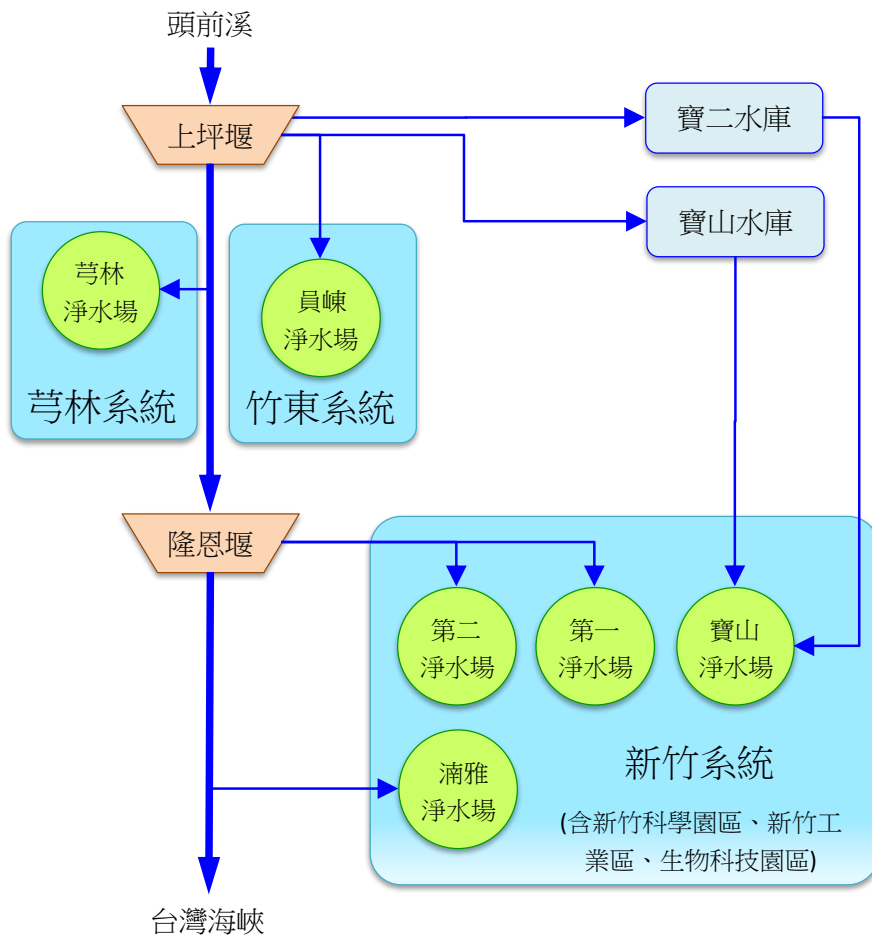 頭前溪
上坪堰
寶二水庫
寶山水庫
芎林
淨水場
員崠
淨水場
芎林系統
竹東系統
隆恩堰
第二
淨水場
第一
淨水場
寶山
淨水場
湳雅
淨水場
新竹系統
(含新竹科學園區、新竹工
業區、生物科技園區)
台灣海峽